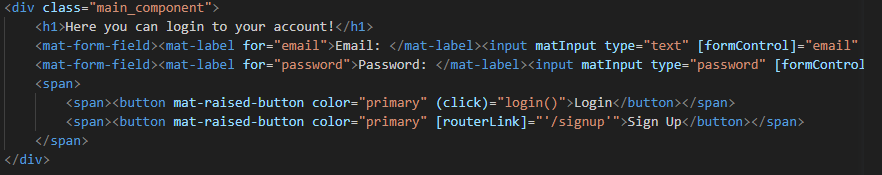 <div class="main_component">
<h1>Here you can login to your account!</h1>
<mat-form-field><mat-label for="email">Email: </mat-label><input matInput type="text" [formControl]="email"
<mat-form-field><mat-label for="password">Password: </mat-label><input matInput type="password" [formControl
<span>
<span><button mat-raised-button color="primary" (click)="login()">Login</button></span>
<span><button mat-raised-button color="primary" [routerLink]="'/signup'">Sign Up</button></span>
</span>
</div>